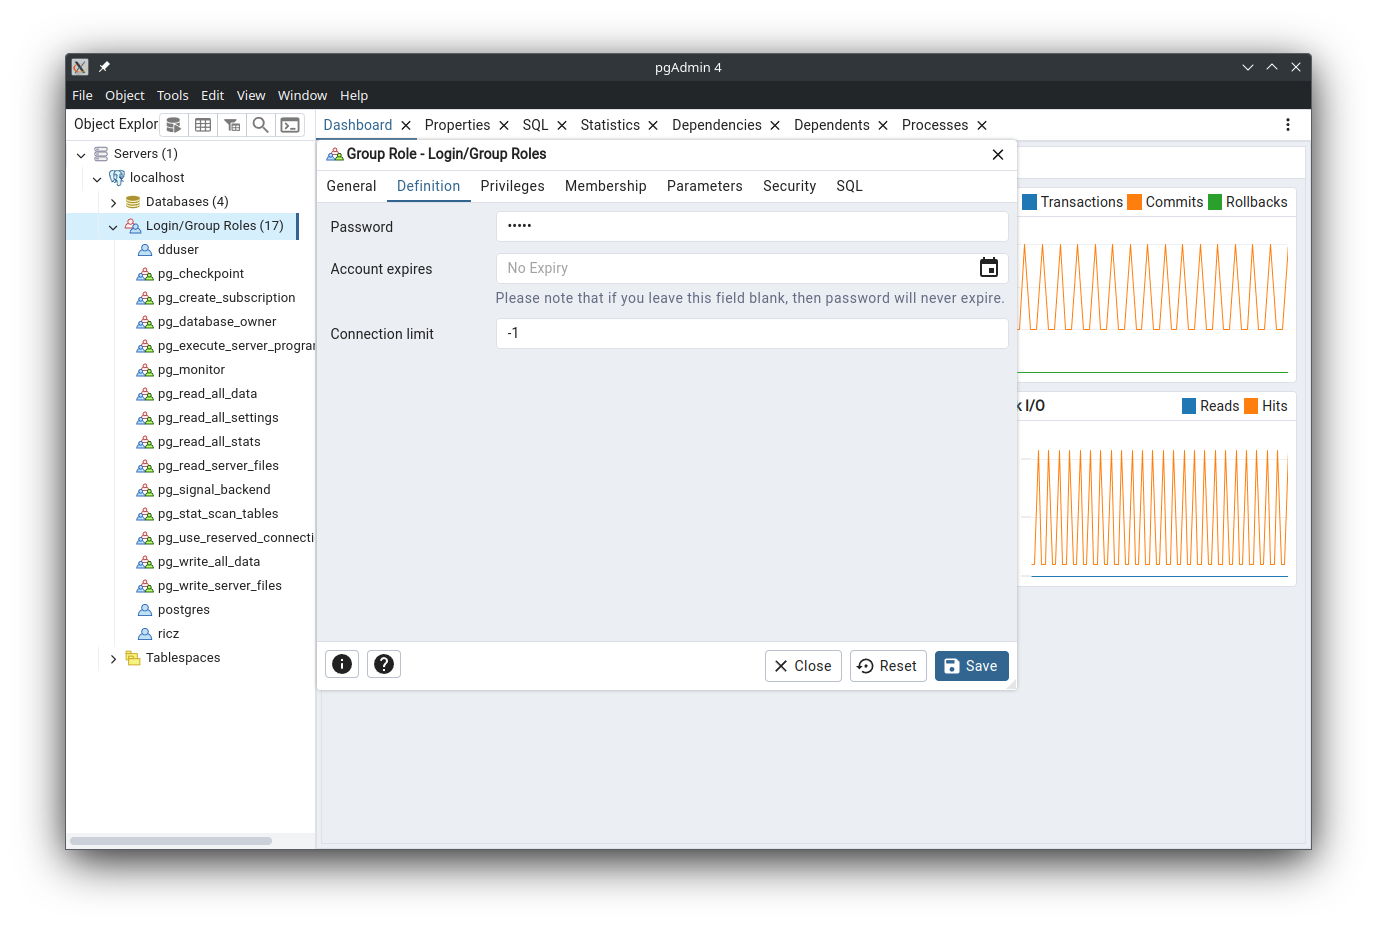 pgAdmin 4
File Object Tools Edit View Window Help
Object Explor
Dashboard Properties SQL Statistics Dependencies Dependents Processes
Servers (1)
localhost
Databases (4)
Login/Group Roles (17)
dduser
pg_checkpoint
pg_create_subscription
pg_database_owner
pg_execute_server_program
pg_monitor
pg_read_all_data
pg_read_all_settings
pg_read_all_stats
pg_read_server_files
pg_signal_backend
pg_stat_scan_tables
pg_use_reserved_connecti
pg_write_all_data
pg_write_server_files
postgres
ricz
Tablespaces
Group Role - Login/Group Roles
General Definition Privileges Membership Parameters Security SQL
Password •••••
Account expires No Expiry
Please note that if you leave this field blank, then password will never expire.
Connection limit -1
Close Reset Save
Transactions Commits Rollbacks
k I/O Reads Hits